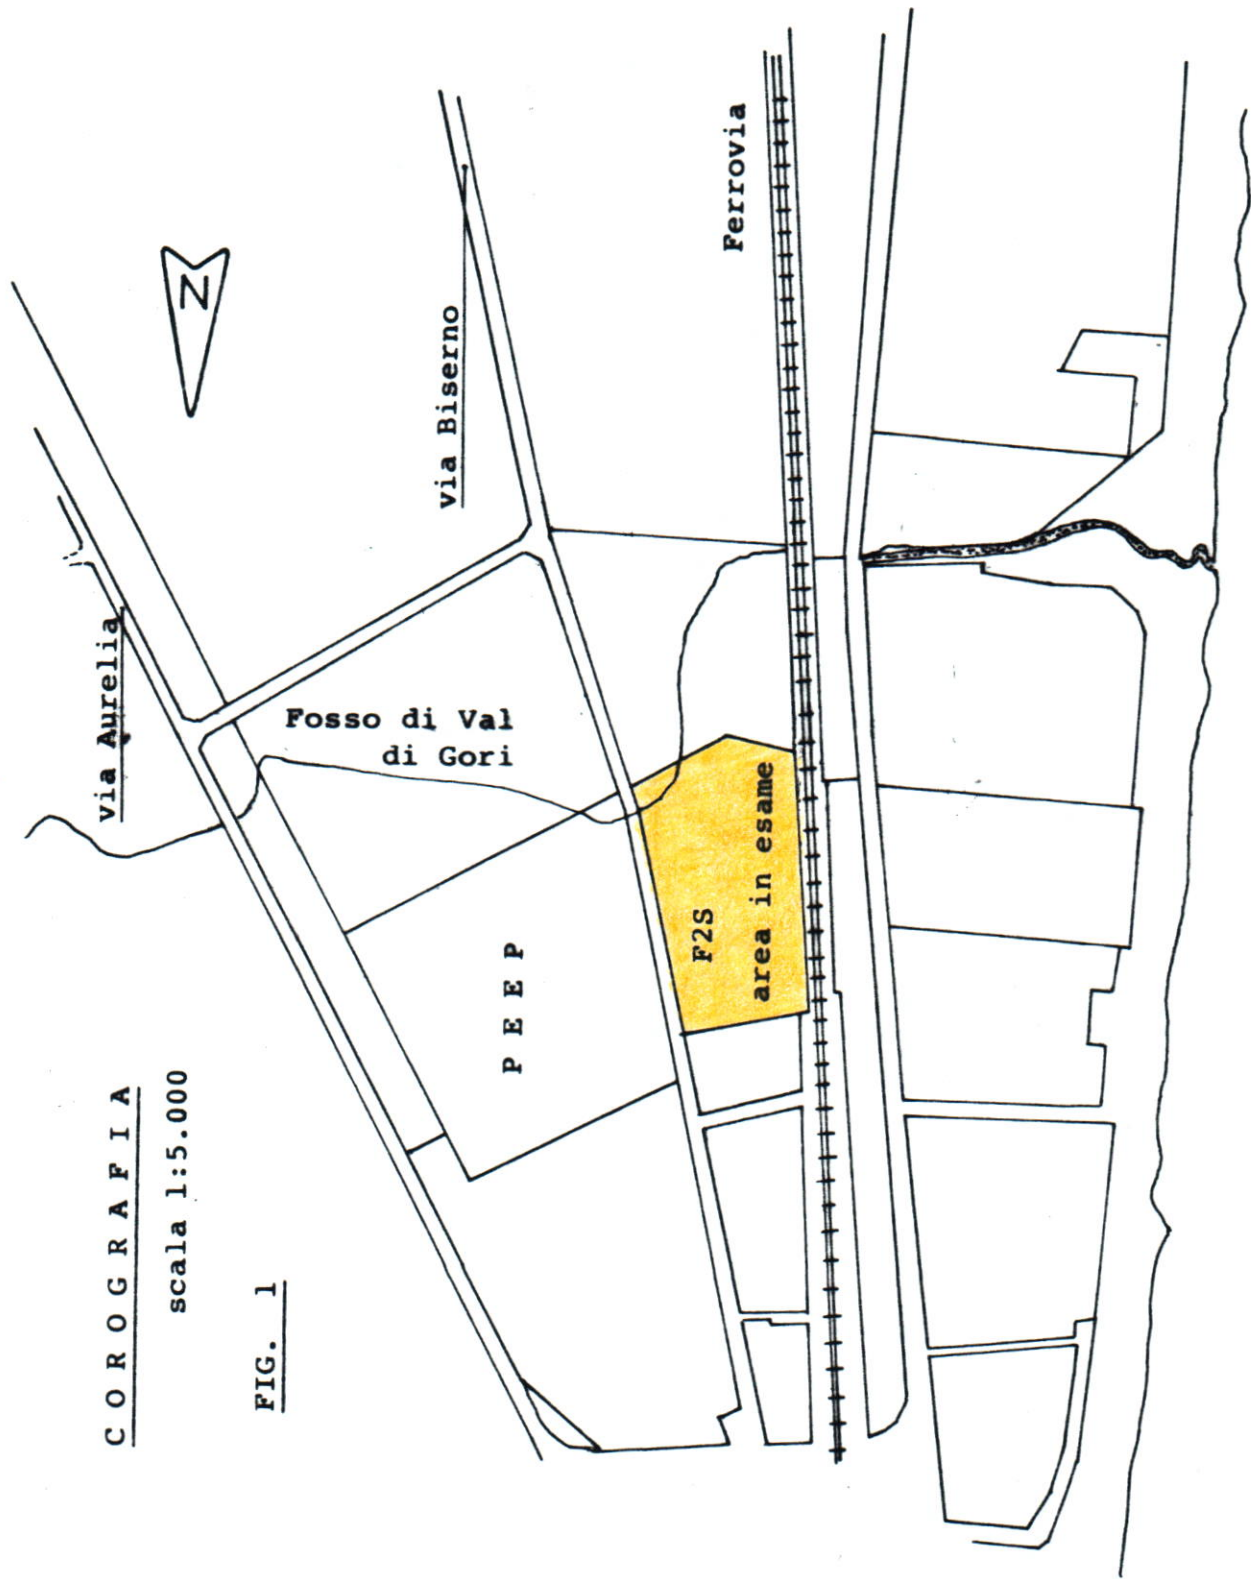 C O R O G R A F I A
scala 1:5.000
FIG. 1
via Aurelia
N
Fosso di Val
di Gori
via Biserno
P E E P
Ferrovia
F2S
area in esame